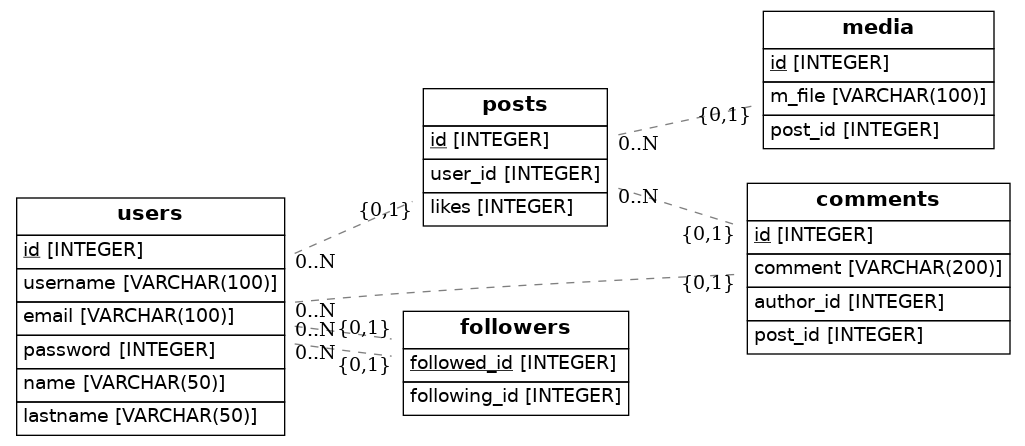 media
id [INTEGER]
m_file [VARCHAR(100)]
post_id [INTEGER]
posts
id [INTEGER]
user_id [INTEGER]
likes [INTEGER]
{0,1}
0..N
0..N
{0,1}
comments
id [INTEGER]
comment [VARCHAR(200)]
author_id [INTEGER]
post_id [INTEGER]
users
id [INTEGER]
username [VARCHAR(100)]
email [VARCHAR(100)]
password [INTEGER]
name [VARCHAR(50)]
lastname [VARCHAR(50)]
{0,1}
0..N
0..N
{0,1}
0..N
{0,1}
0..N
{0,1}
followers
followed_id [INTEGER]
following_id [INTEGER]